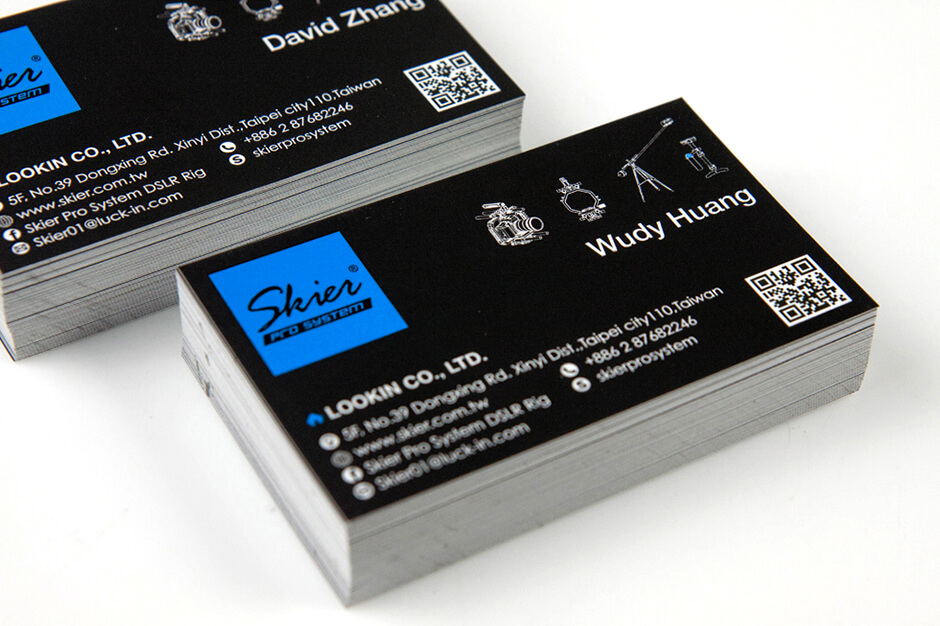 David Zhang
ier®
System
LOOKIN CO., LTD.
5F, No.39 Dongxing Rd. Xinyi Dist.,Taipei city110,Taiwan
www.skier.com.tw
+886 2 87682246
Skier Pro System DSLR Rig
skierprosystem
Skier01@luck-in.com
Wudy Huang
Skier®
Pro System
LOOKIN CO., LTD.
5F, No.39 Dongxing Rd. Xinyi Dist.,Taipei city110,Taiwan
www.skier.com.tw
+886 2 87682246
Skier Pro System DSLR Rig
skierprosystem
Skier01@luck-in.com